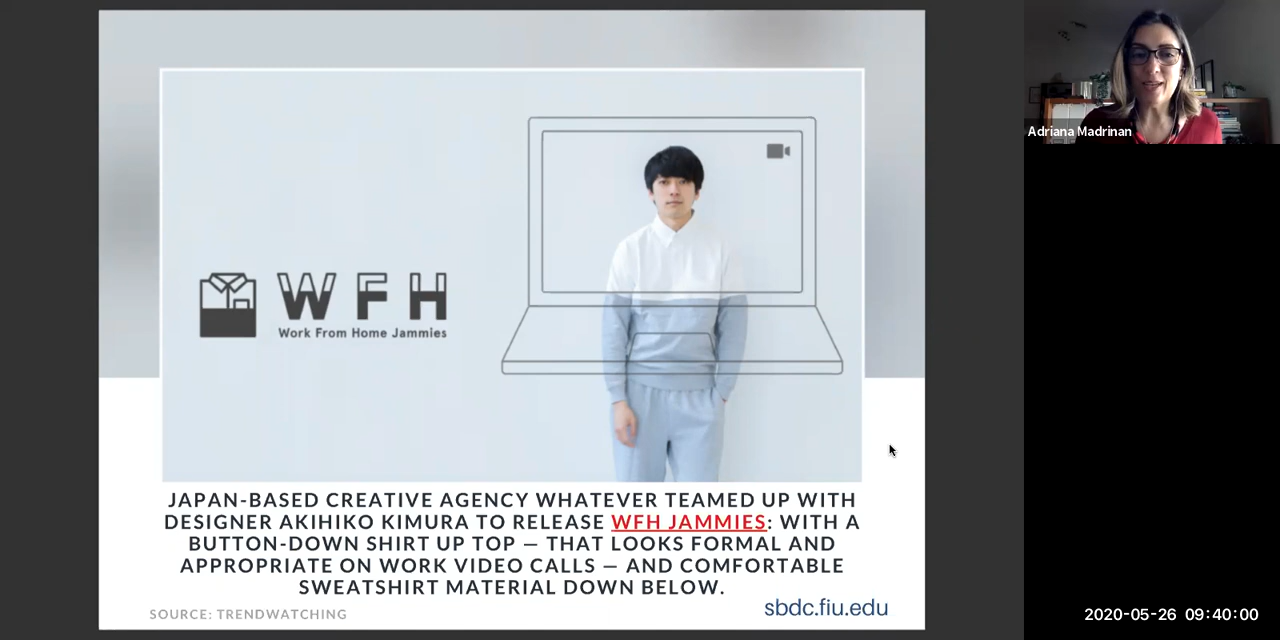 Adriana Madrinan
WFH
Work From Home Jammies
JAPAN-BASED CREATIVE AGENCY WHATEVER TEAMED UP WITH
DESIGNER AKIHIKO KIMURA TO RELEASE WFH JAMMIES: WITH A
BUTTON-DOWN SHIRT UP TOP — THAT LOOKS FORMAL AND
APPROPRIATE ON WORK VIDEO CALLS — AND COMFORTABLE
SWEATSHIRT MATERIAL DOWN BELOW.
SOURCE: TRENDWATCHING
sbdc.fiu.edu
2020-05-26 09:40:00